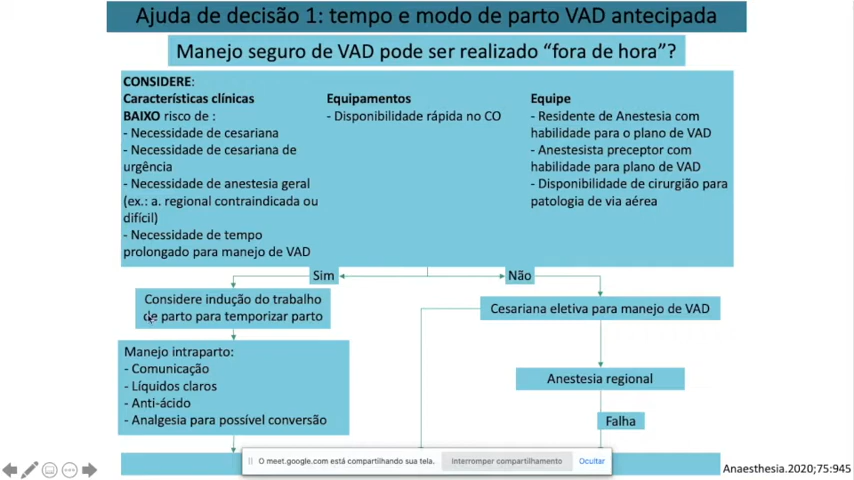 Ajuda de decisão 1: tempo e modo de parto VAD antecipada
Manejo seguro de VAD pode ser realizado “fora de hora”?
CONSIDERE:
Características clínicas
BAIXO risco de :
- Necessidade de cesariana
- Necessidade de cesariana de
urgência
- Necessidade de anestesia geral
(ex.: a. regional contraindicada ou
difícil)
- Necessidade de tempo
prolongado para manejo de VAD
Equipamentos
- Disponibilidade rápida no CO
Equipe
- Residente de Anestesia com
habilidade para o plano de VAD
- Anestesista preceptor com
habilidade para plano de VAD
- Disponibilidade de cirurgião para
patologia de via aérea
Sim
Não
Considere indução do trabalho
de parto para temporizar parto
Cesariana eletiva para manejo de VAD
Manejo intraparto:
- Comunicação
- Líquidos claros
- Anti-ácido
- Analgesia para possível conversão
Anestesia regional
Falha
O meet.google.com está compartilhando sua tela.
Interromper compartilhamento
Ocultar
Anaesthesia.2020;75:945